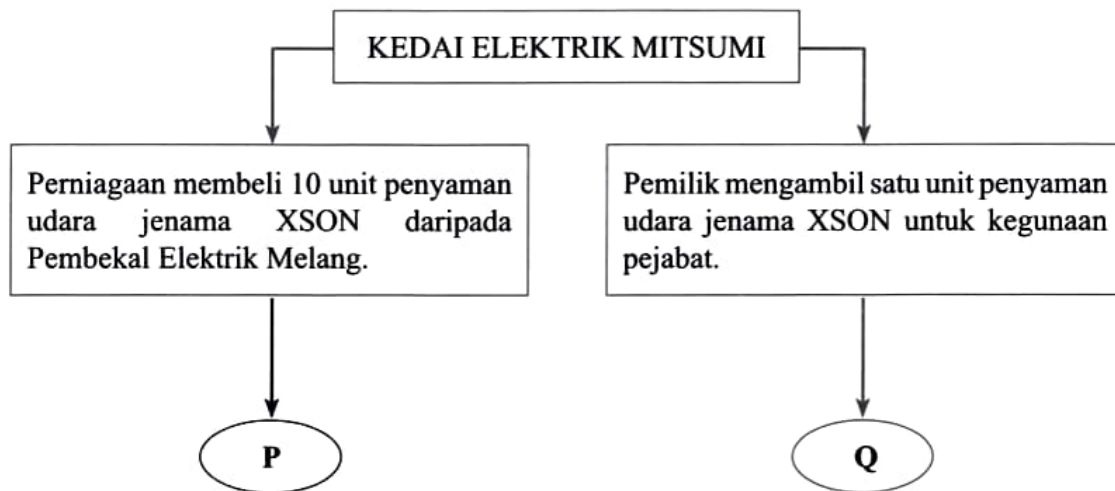 KEDAI ELEKTRIK MITSUMI
Perniagaan membeli 10 unit penyaman
udara jenama XSON daripada
Pembekal Elektrik Melang.
Pemilik mengambil satu unit penyaman
udara jenama XSON untuk kegunaan
pejabat.
P
Q